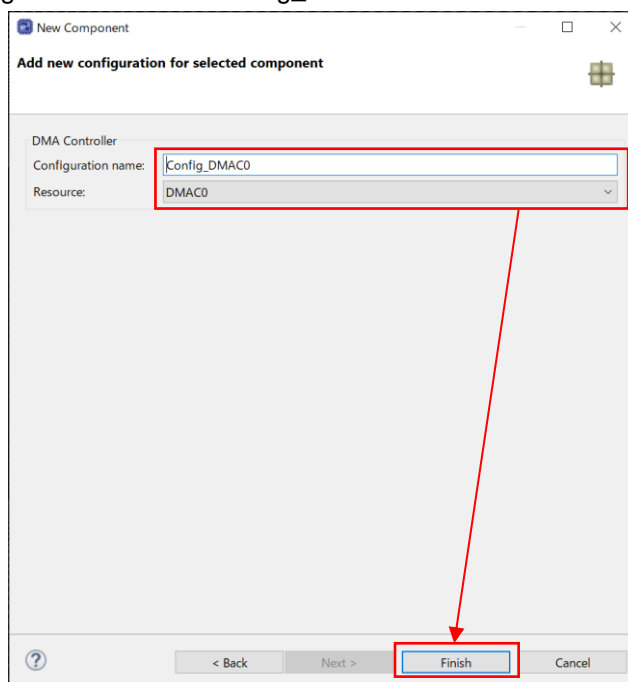 New Component
Add new configuration for selected component
DMA Controller
Configuration name: Config_DMAC0
Resource: DMAC0
< Back Next > Finish Cancel